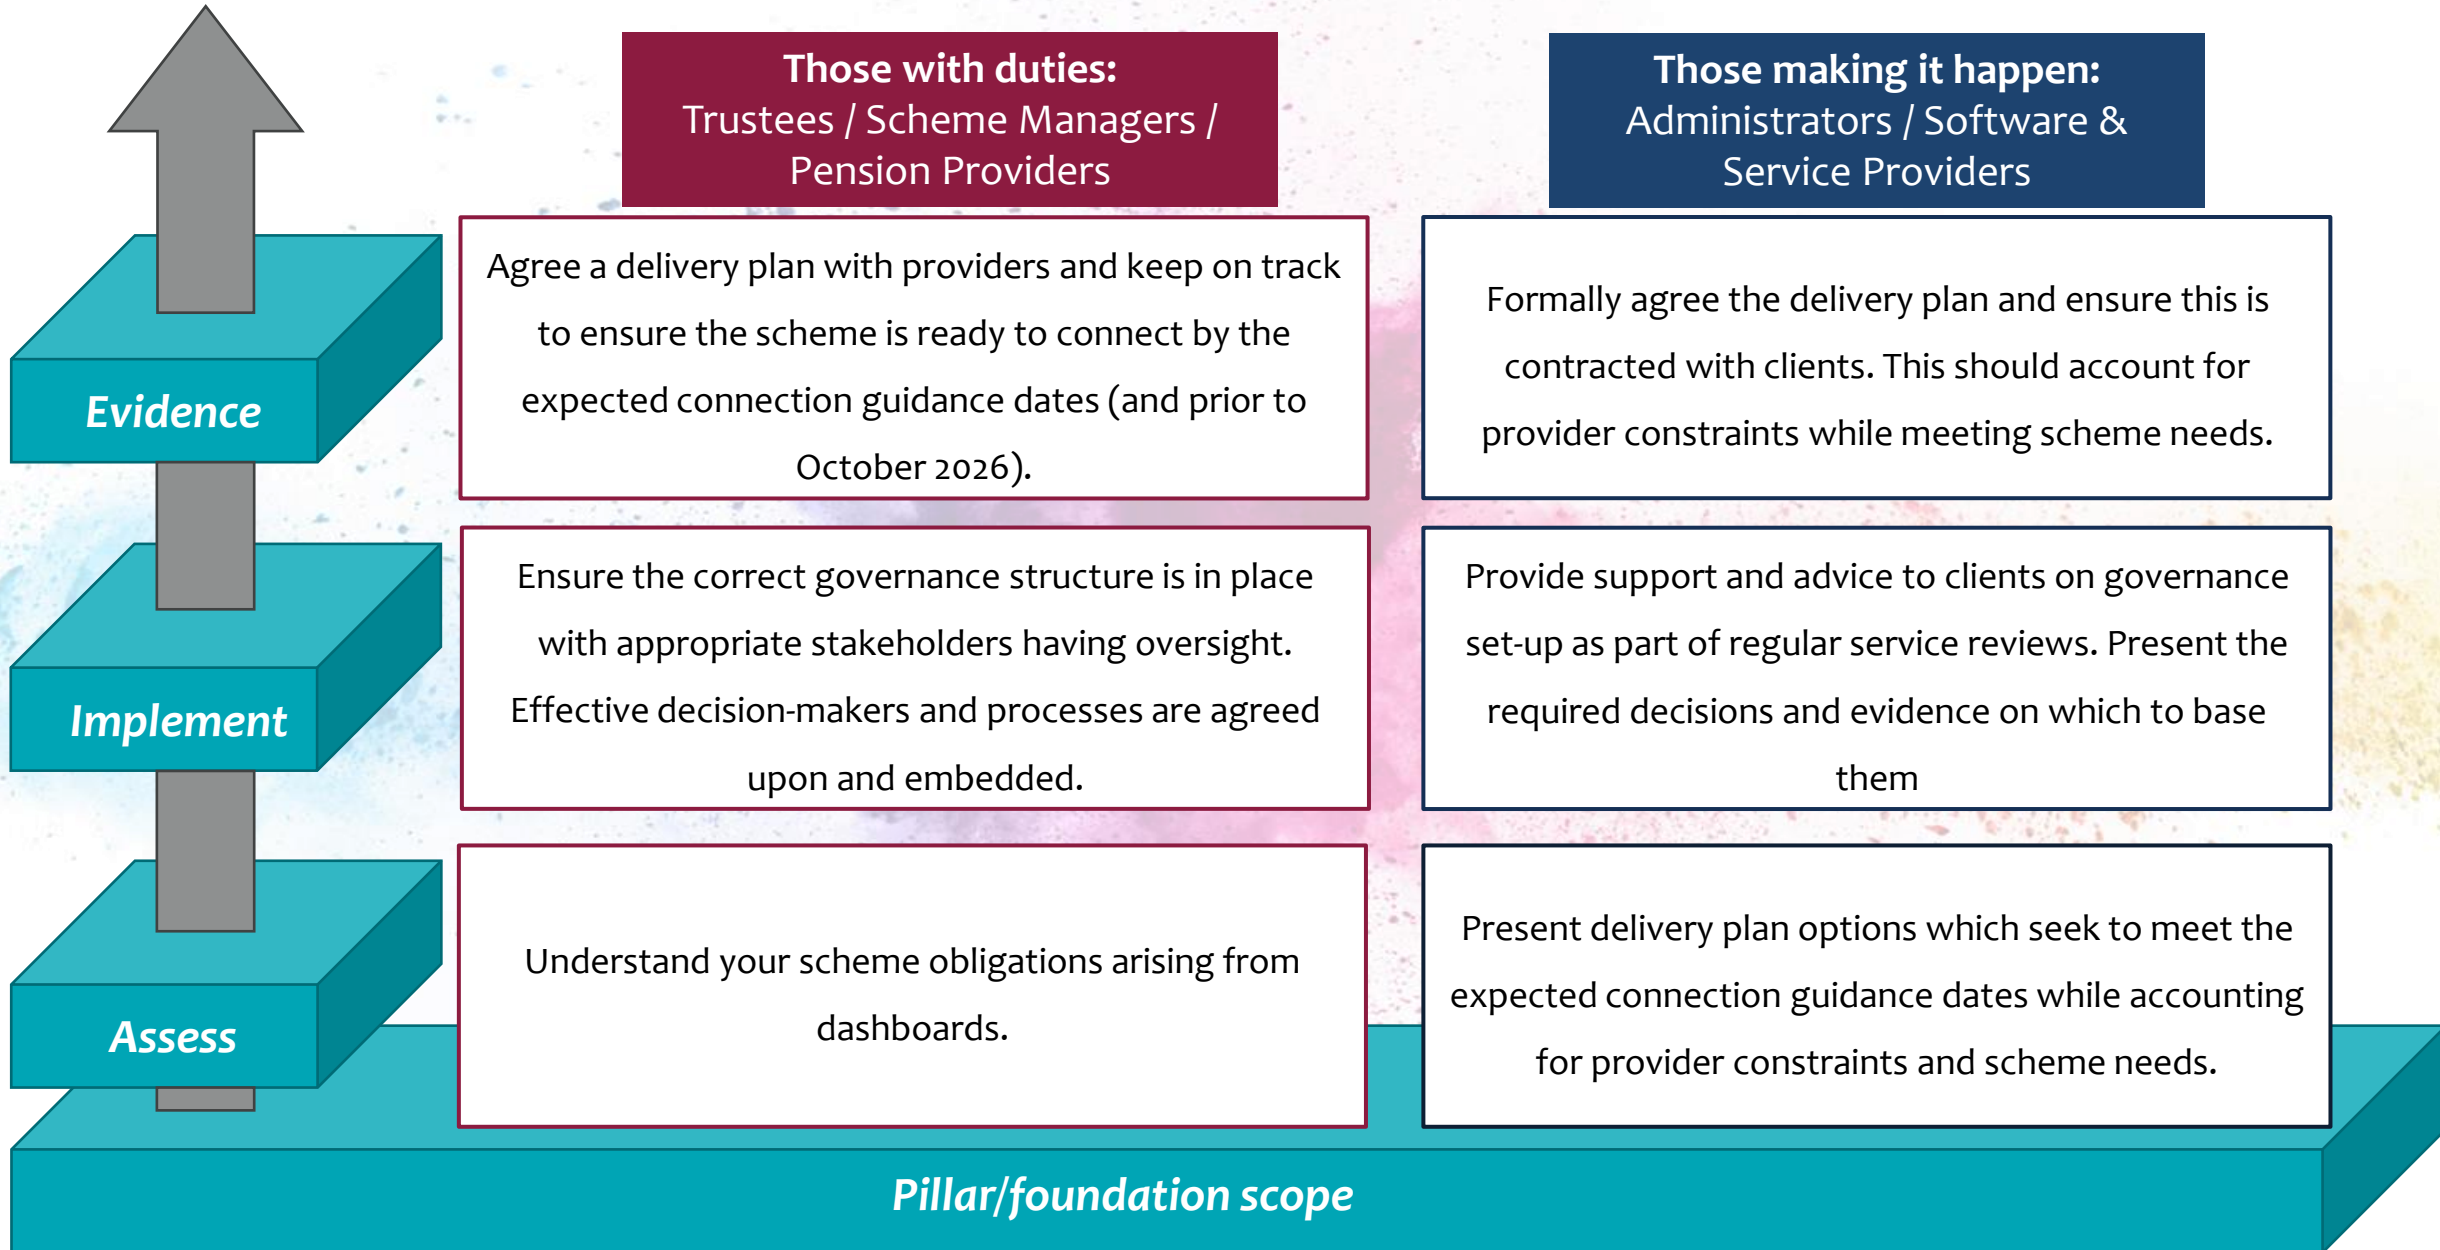 Those with duties:
Trustees / Scheme Managers /
Pension Providers
Those making it happen:
Administrators / Software &
Service Providers
Evidence
Agree a delivery plan with providers and keep on track
to ensure the scheme is ready to connect by the
expected connection guidance dates (and prior to
October 2026).
Formally agree the delivery plan and ensure this is
contracted with clients. This should account for
provider constraints while meeting scheme needs.
Implement
Ensure the correct governance structure is in place
with appropriate stakeholders having oversight.
Effective decision-makers and processes are agreed
upon and embedded.
Provide support and advice to clients on governance
set-up as part of regular service reviews. Present the
required decisions and evidence on which to base
them
Assess
Understand your scheme obligations arising from
dashboards.
Present delivery plan options which seek to meet the
expected connection guidance dates while accounting
for provider constraints and scheme needs.
Pillar/foundation scope